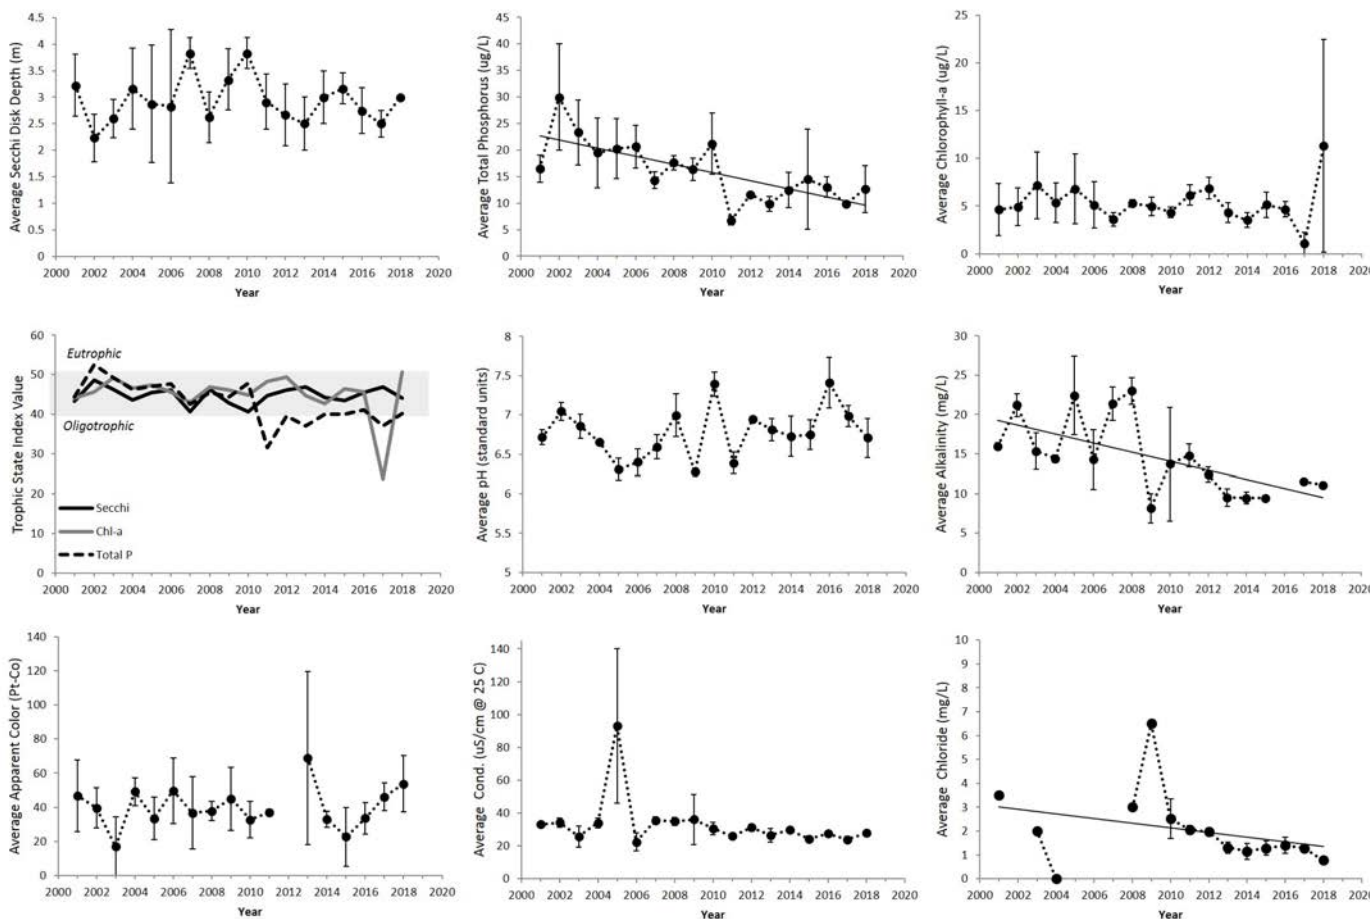 Average Secchi Disk Depth (m)
4.5
4
3.5
3
2.5
2
1.5
1
0.5
0
2000 2002 2004 2006 2008 2010 2012 2014 2016 2018 2020
Year
Average Total Phosphorus (ug/L)
45
40
35
30
25
20
15
10
5
0
2000 2002 2004 2006 2008 2010 2012 2014 2016 2018 2020
Year
Average Chlorophyll-a (ug/L)
25
20
15
10
5
0
2000 2002 2004 2006 2008 2010 2012 2014 2016 2018 2020
Year
Trophic State Index Value
60
50
40
30
20
10
0
Eutrophic
Oligotrophic
Secchi
Chl-a
Total P
2000 2002 2004 2006 2008 2010 2012 2014 2016 2018 2020
Year
Average pH (standard units)
8
7.5
7
6.5
6
5.5
5
2000 2002 2004 2006 2008 2010 2012 2014 2016 2018 2020
Year
Average Alkalinity (mg/L)
30
25
20
15
10
5
0
2000 2002 2004 2006 2008 2010 2012 2014 2016 2018 2020
Year
Average Apparent Color (Pt-Co)
140
120
100
80
60
40
20
0
2000 2002 2004 2006 2008 2010 2012 2014 2016 2018 2020
Year
Average Cond. (uS/cm @ 25 C)
140
120
100
80
60
40
20
0
2000 2002 2004 2006 2008 2010 2012 2014 2016 2018 2020
Year
Average Chloride (mg/L)
10
9
8
7
6
5
4
3
2
1
0
2000 2002 2004 2006 2008 2010 2012 2014 2016 2018 2020
Year